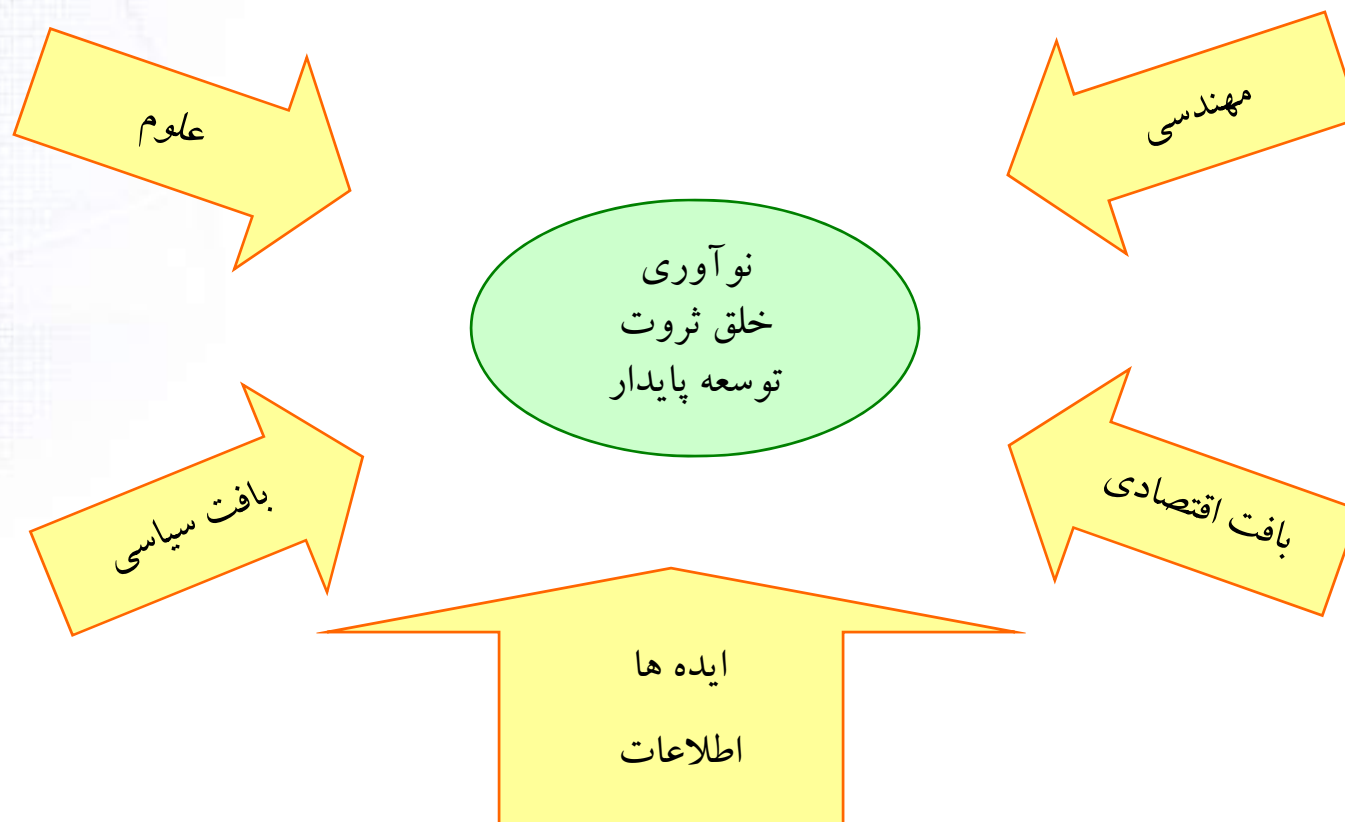 مهندسی
علوم
نوآوری
خلق ثروت
توسعه پایدار
بافت اقتصادی
بافت سیاسی
ایده ها
اطلاعات